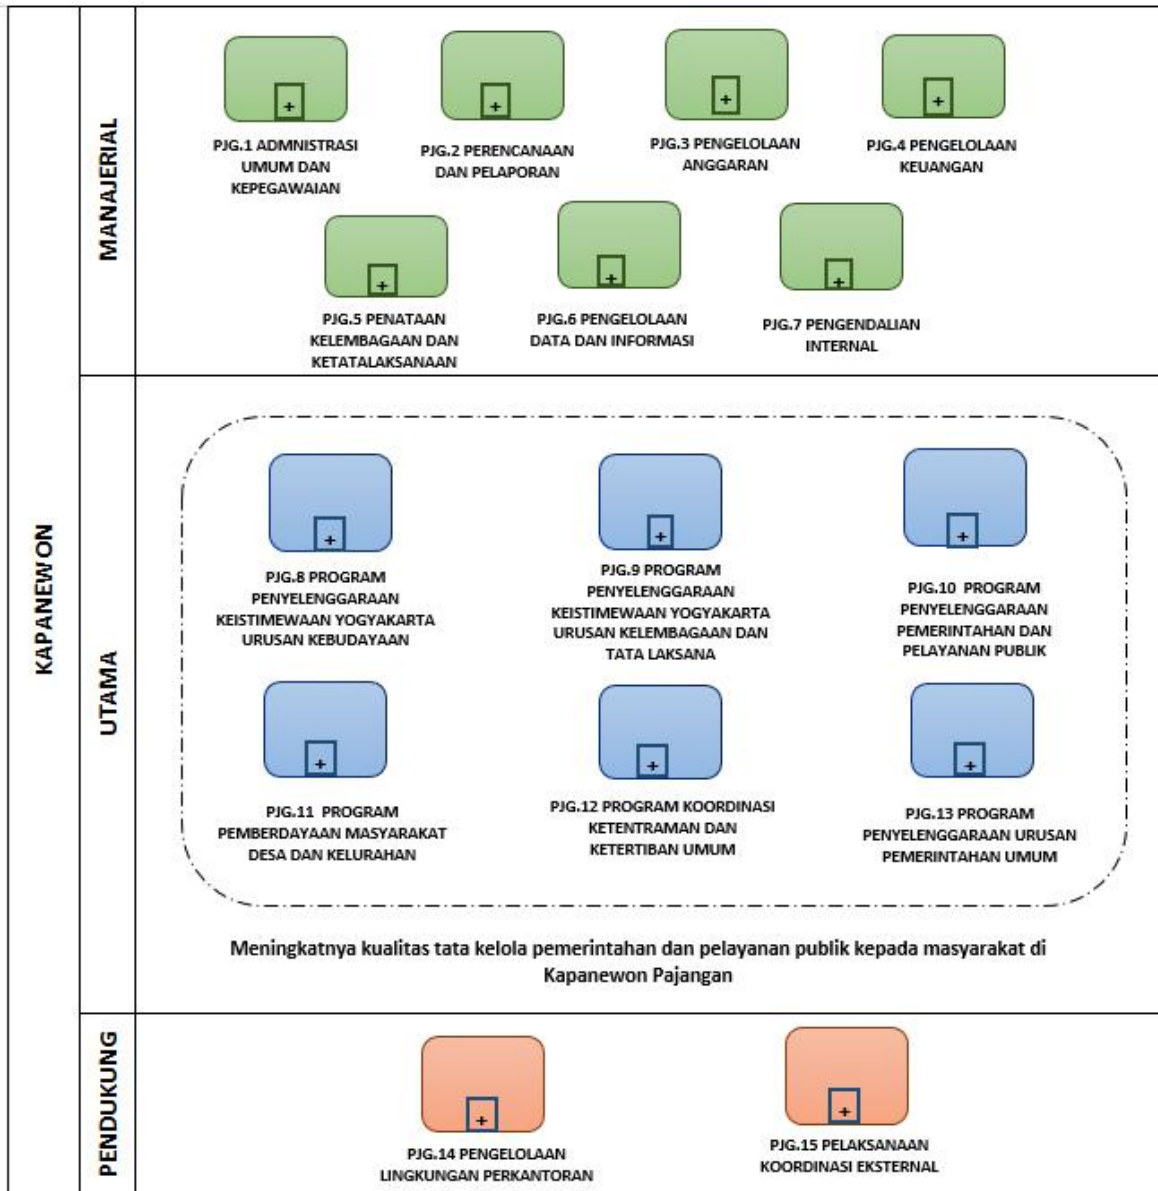 KAPANEWON
MANAJERIAL
+
+
+
+
PJG.1 ADMNISTRASI
UMUM DAN
KEPEGAWAIAN
PJG.2 PERENCANAAN
DAN PELAPORAN
PJG.3 PENGELOLAAN
ANGGARAN
PJG.4 PENGELOLAAN
KEUANGAN
+
+
+
PJG.5 PENATAAN
KELEMBAGAAN DAN
KETATALAKSANAAN
PJG.6 PENGELOLAAN
DATA DAN INFORMASI
PJG.7 PENGENDALIAN
INTERNAL
UTAMA
+
+
+
PJG.8 PROGRAM
PENYELENGGARAAN
KEISTIMEWAAN YOGYAKARTA
URUSAN KEBUDAYAAN
PJG.9 PROGRAM
PENYELENGGARAAN
KEISTIMEWAAN YOGYAKARTA
URUSAN KELEMBAGAAN DAN
TATA LAKSANA
PJG.10 PROGRAM
PENYELENGGARAAN
PEMERINTAHAN DAN
PELAYANAN PUBLIK
+
+
+
PJG.11 PROGRAM
PEMBERDAYAAN MASYARAKAT
DESA DAN KELURAHAN
PJG.12 PROGRAM KOORDINASI
KETENTRAMAN DAN
KETERTIBAN UMUM
PJG.13 PROGRAM
PENYELENGGARAAN URUSAN
PEMERINTAHAN UMUM
Meningkatnya kualitas tata kelola pemerintahan dan pelayanan publik kepada masyarakat di
Kapanewon Pajangan
PENDUKUNG
+
+
PJG.14 PENGELOLAAN
LINGKUNGAN PERKANTORAN
PJG.15 PELAKSANAAN
KOORDINASI EKSTERNAL